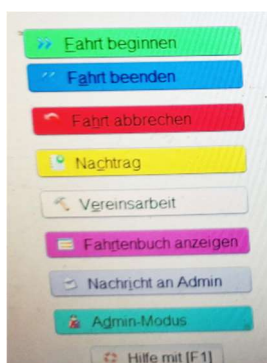 Fahrt beginnen
Fahrt beenden
Fahrt abbrechen
Nachtrag
Vereinsarbeit
Fahrtenbuch anzeigen
Nachricht an Admin
Admin-Modus
Hilfe mit [F1]